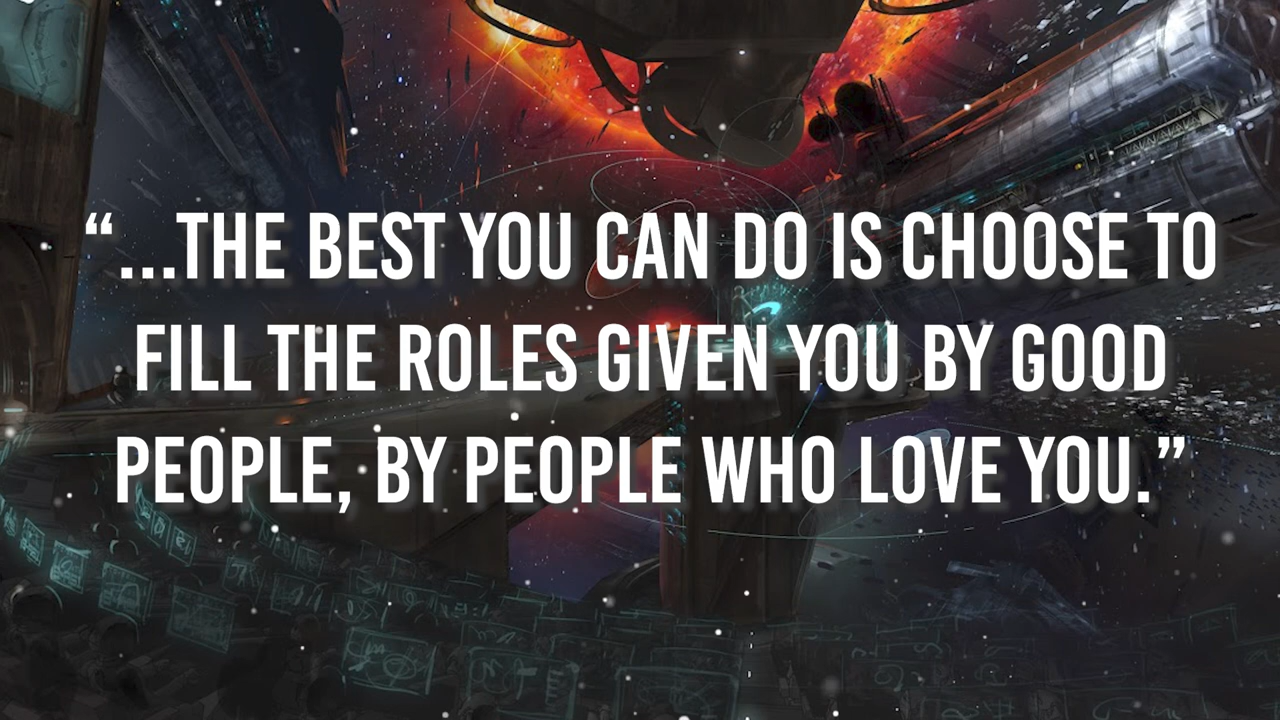 “ ...THE BEST YOU CAN DO IS CHOOSE TO
FILL THE ROLES GIVEN YOU BY GOOD
PEOPLE, BY PEOPLE WHO LOVE YOU.”